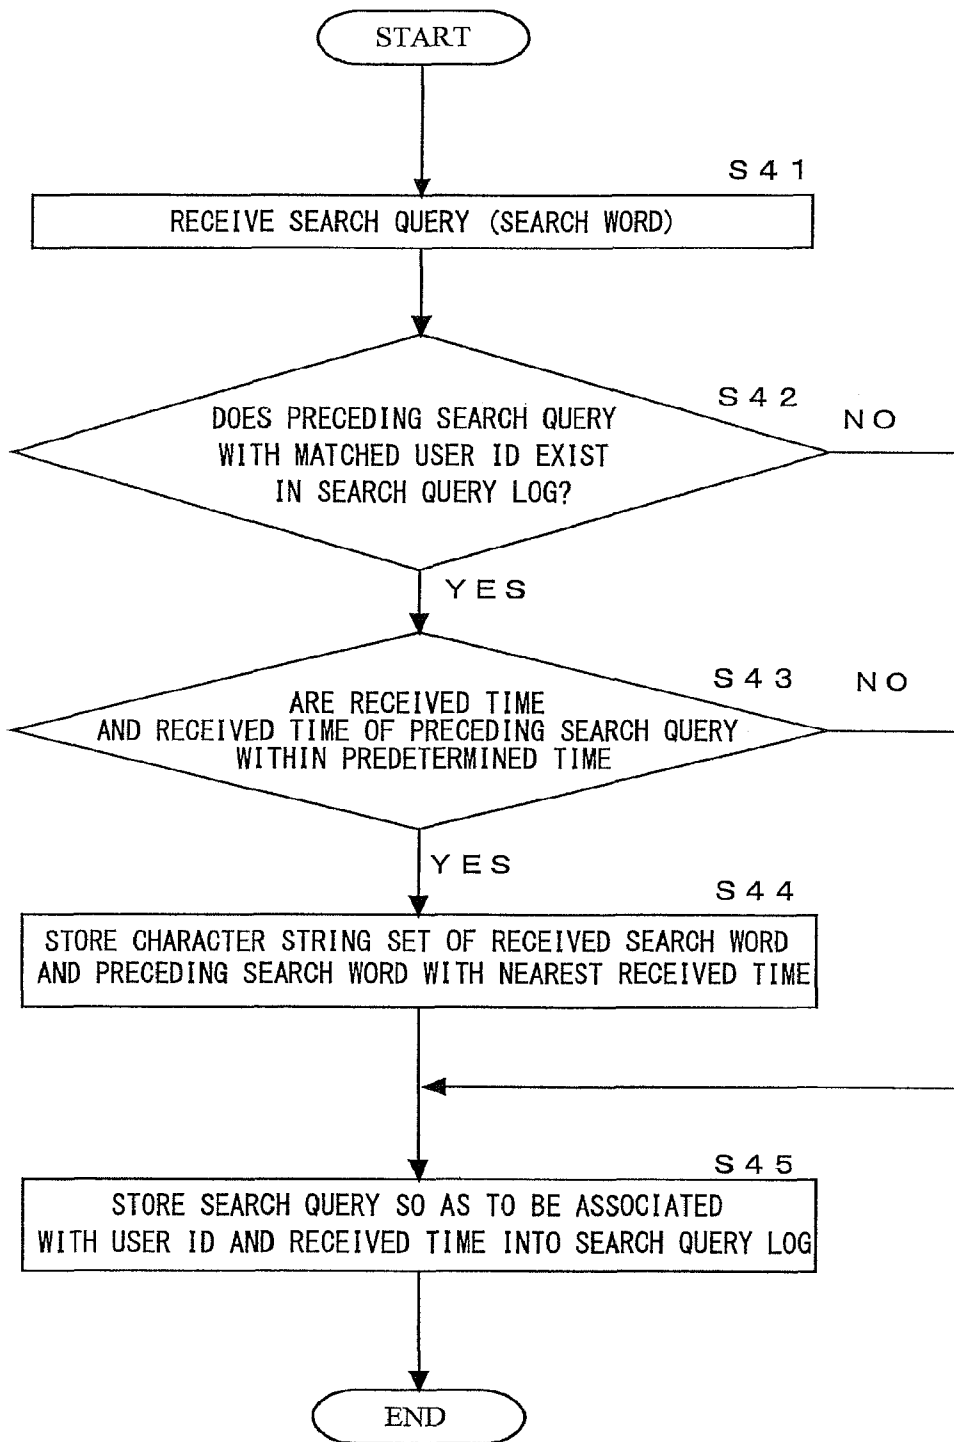 START
S41
RECEIVE SEARCH QUERY (SEARCH WORD)
S42
DOES PRECEDING SEARCH QUERY
WITH MATCHED USER ID EXIST
IN SEARCH QUERY LOG?
NO
YES
S43
ARE RECEIVED TIME
AND RECEIVED TIME OF PRECEDING SEARCH QUERY
WITHIN PREDETERMINED TIME
NO
YES
S44
STORE CHARACTER STRING SET OF RECEIVED SEARCH WORD
AND PRECEDING SEARCH WORD WITH NEAREST RECEIVED TIME
S45
STORE SEARCH QUERY SO AS TO BE ASSOCIATED
WITH USER ID AND RECEIVED TIME INTO SEARCH QUERY LOG
END